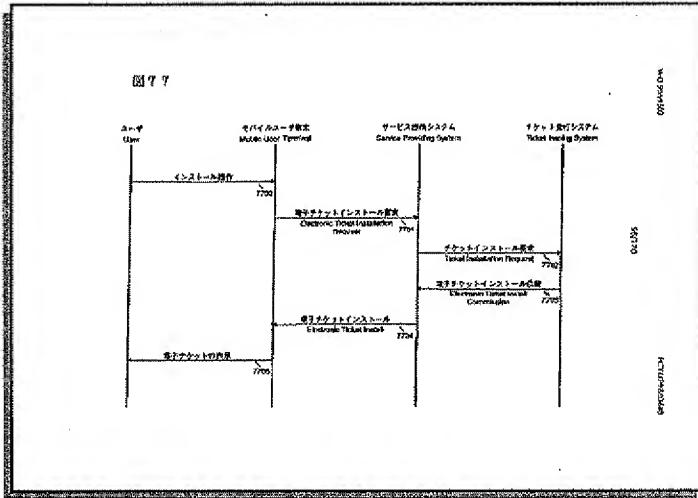 図77
ユーザ
User
モバイルユーザ端末
Mobile User Terminal
サービス提供システム
Service Providing System
チケット発行システム
Ticket Issuing System
インストール操作
7700
電子チケットインストール要求
Electronic Ticket Installation
Request
7701
チケットインストール要求
Ticket Installation Request
7702
電子チケットインストール依頼
Electronic Ticket Install
Commission
7703
電子チケットインストール
Electronic Ticket Install
7704
電子チケットの表示
7705